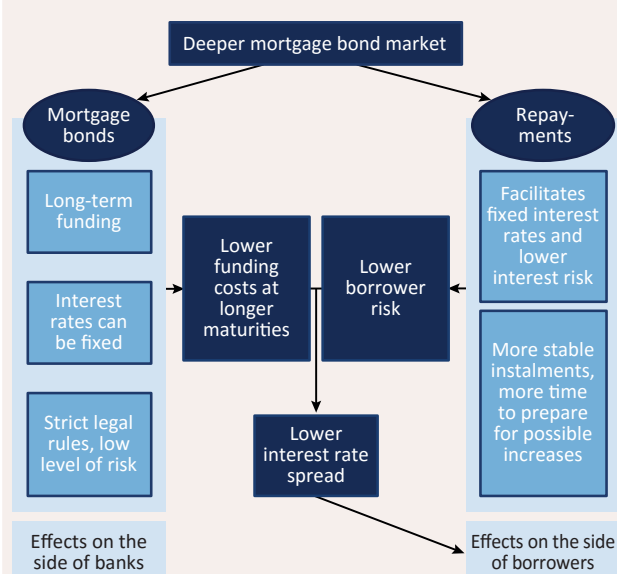 Deeper mortgage bond market
Mortgage
bonds
Repay-
ments
Long-term
funding
Interest
rates can
be fixed
Strict legal
rules, low
level of risk
Lower
funding
costs at
longer
maturities
Lower
borrower
risk
Facilitates
fixed interest
rates and
lower
interest risk
More stable
instalments,
more time
to prepare
for possible
increases
Lower
interest rate
spread
Effects on the
side of banks
Effects on the side
of borrowers